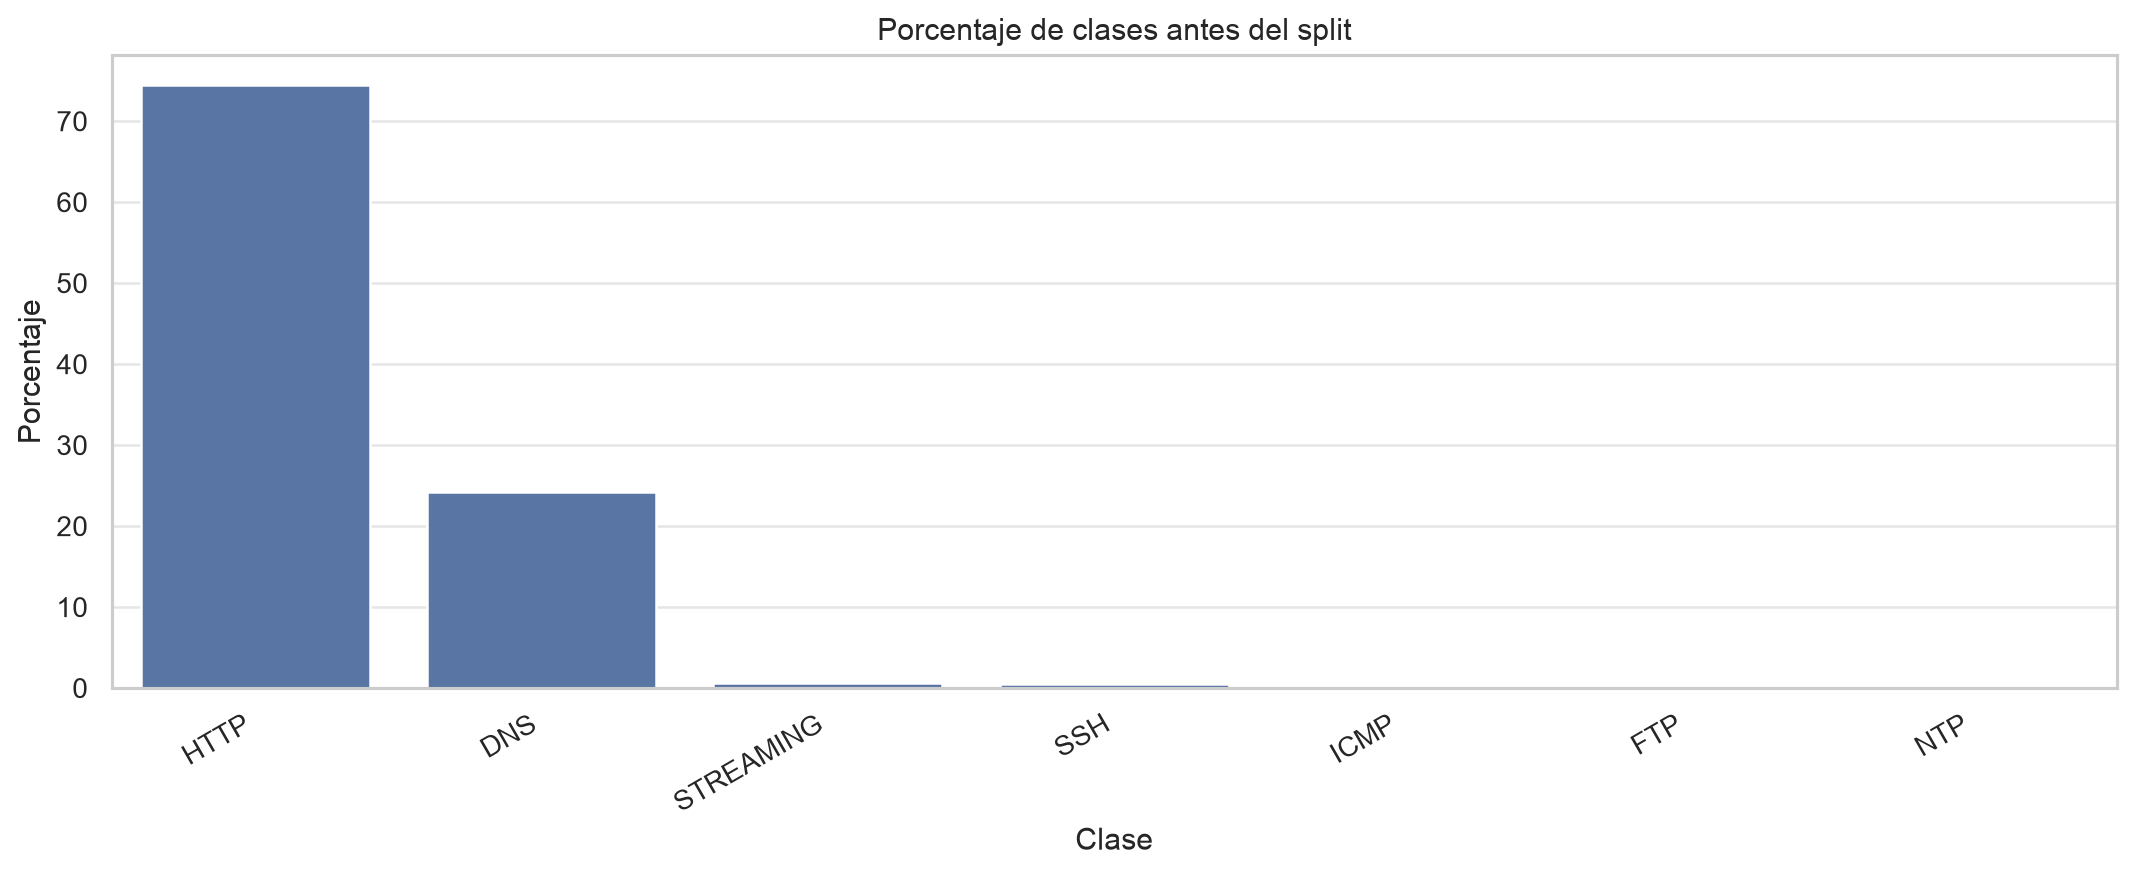 Porcentaje de clases antes del split
Porcentaje
70
60
50
40
30
20
10
0
HTTP
DNS
STREAMING
SSH
ICMP
FTP
NTP
Clase